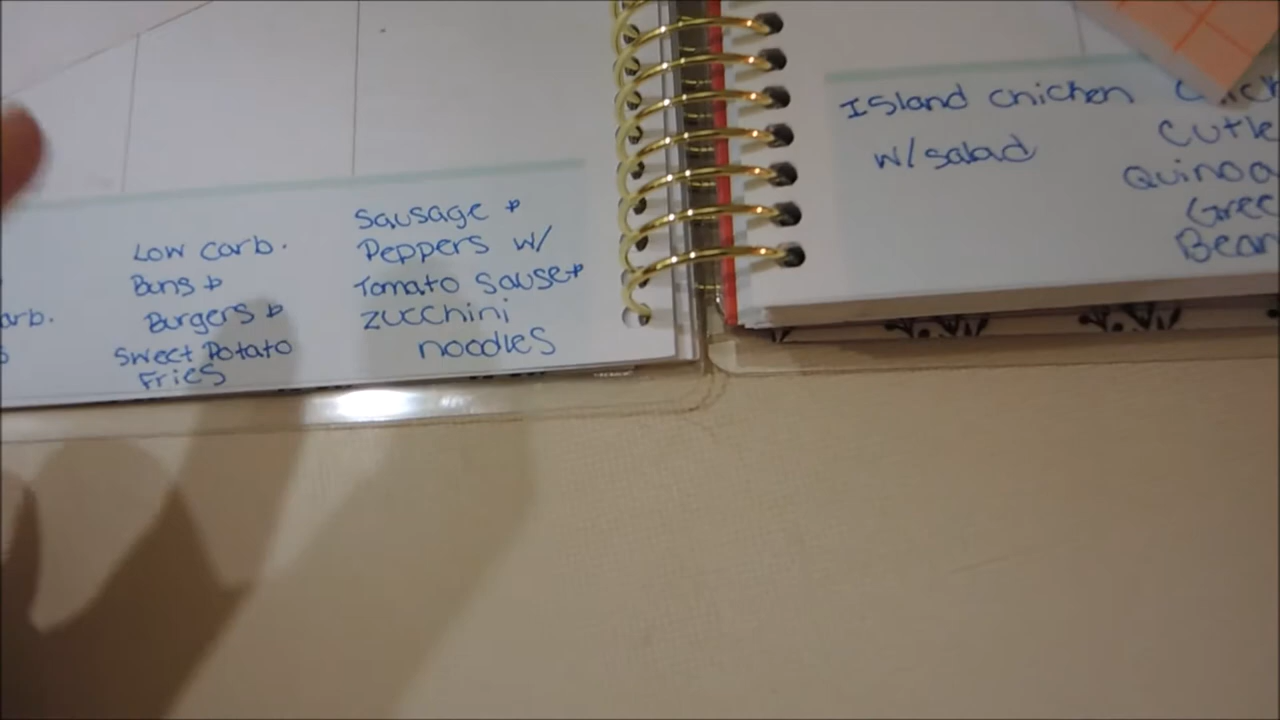 arb.
Low carb.
Buns &
Burgers &
Sweet Potato
Fries
Sausage &
Peppers w/
Tomato Sause &
zucchini
noodles
Island chicken
w/salad
Cutle
Quinoa
Gree
Bean